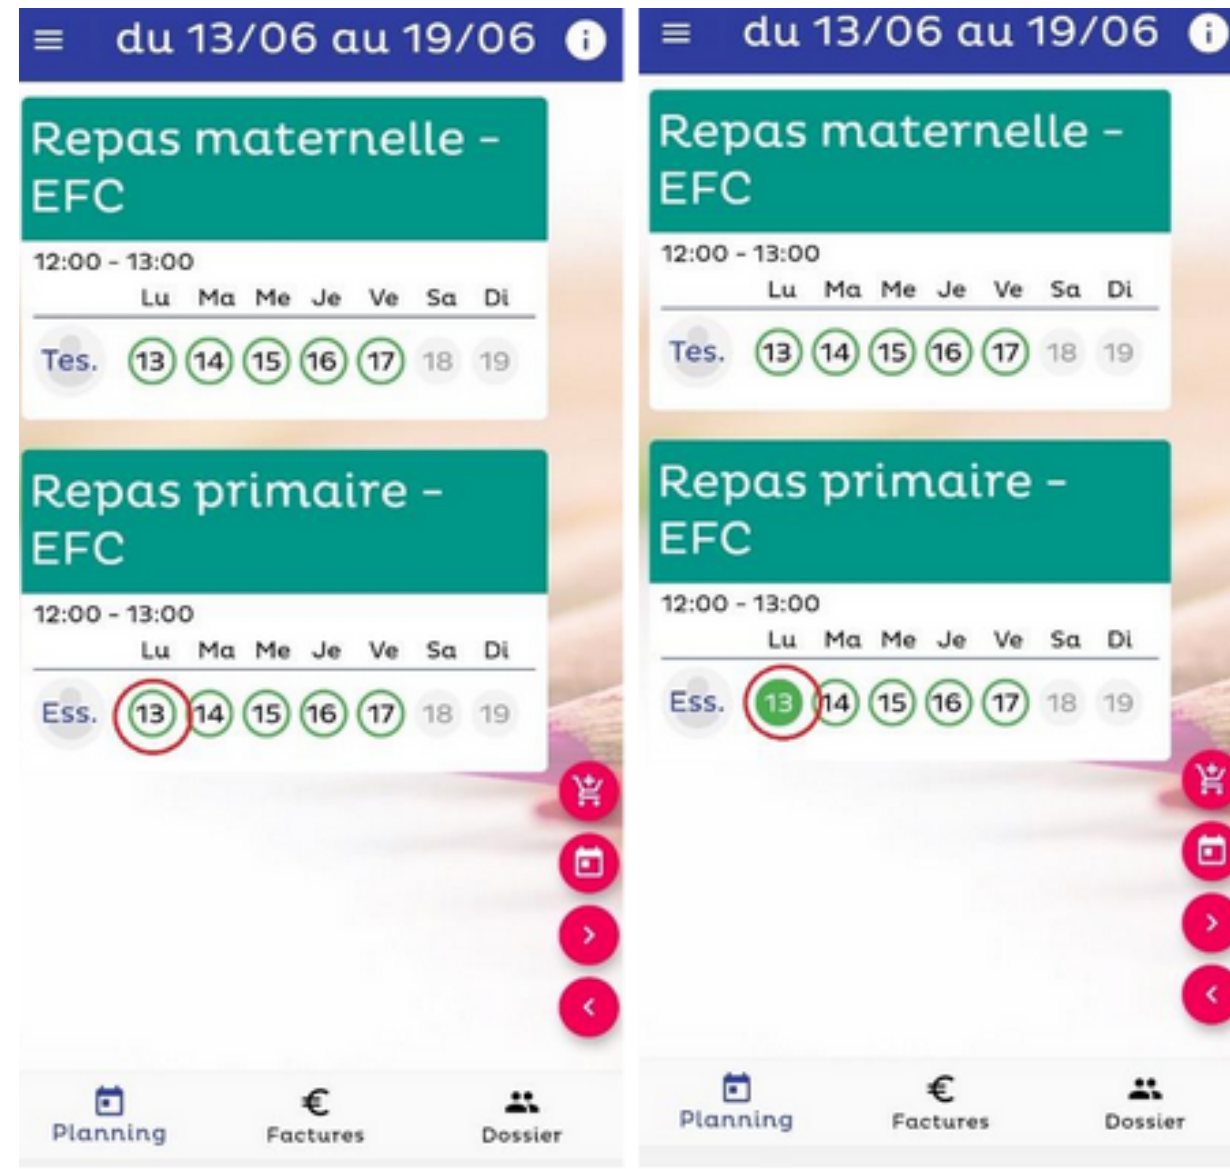 du 13/06 au 19/06 i
Repas maternelle -
EFC
12:00 - 13:00
Lu Ma Me Je Ve Sa Di
Tes. 13 14 15 16 17 18 19
Repas primaire -
EFC
12:00 - 13:00
Lu Ma Me Je Ve Sa Di
Ess. 13 14 15 16 17 18 19
Planning € Factures Dossier
du 13/06 au 19/06 i
Repas maternelle -
EFC
12:00 - 13:00
Lu Ma Me Je Ve Sa Di
Tes. 13 14 15 16 17 18 19
Repas primaire -
EFC
12:00 - 13:00
Lu Ma Me Je Ve Sa Di
Ess. 13 14 15 16 17 18 19
Planning € Factures Dossier